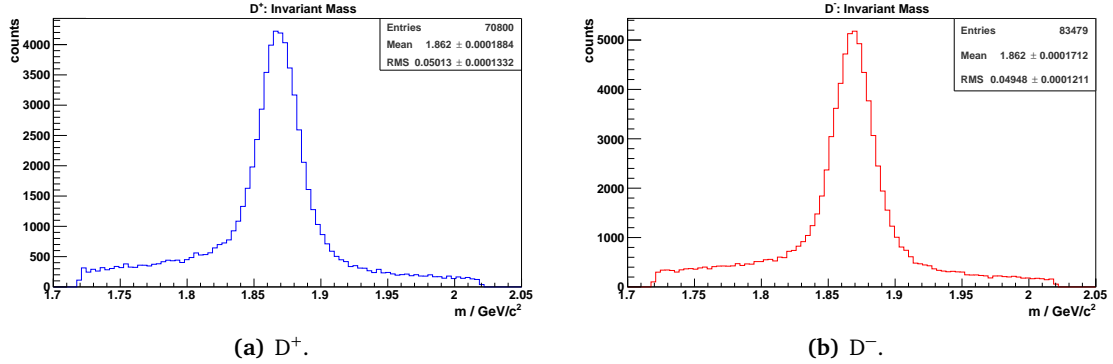 D⁺: Invariant Mass
counts
Entries 70800
Mean 1.862 ± 0.0001884
RMS 0.05013 ± 0.0001332
4000
3500
3000
2500
2000
1500
1000
500
0
1.7 1.75 1.8 1.85 1.9 1.95 2 2.05
m / GeV/c²
(a) D⁺.
D⁻: Invariant Mass
counts
Entries 83479
Mean 1.862 ± 0.0001712
RMS 0.04948 ± 0.0001211
5000
4000
3000
2000
1000
0
1.7 1.75 1.8 1.85 1.9 1.95 2 2.05
m / GeV/c²
(b) D⁻.